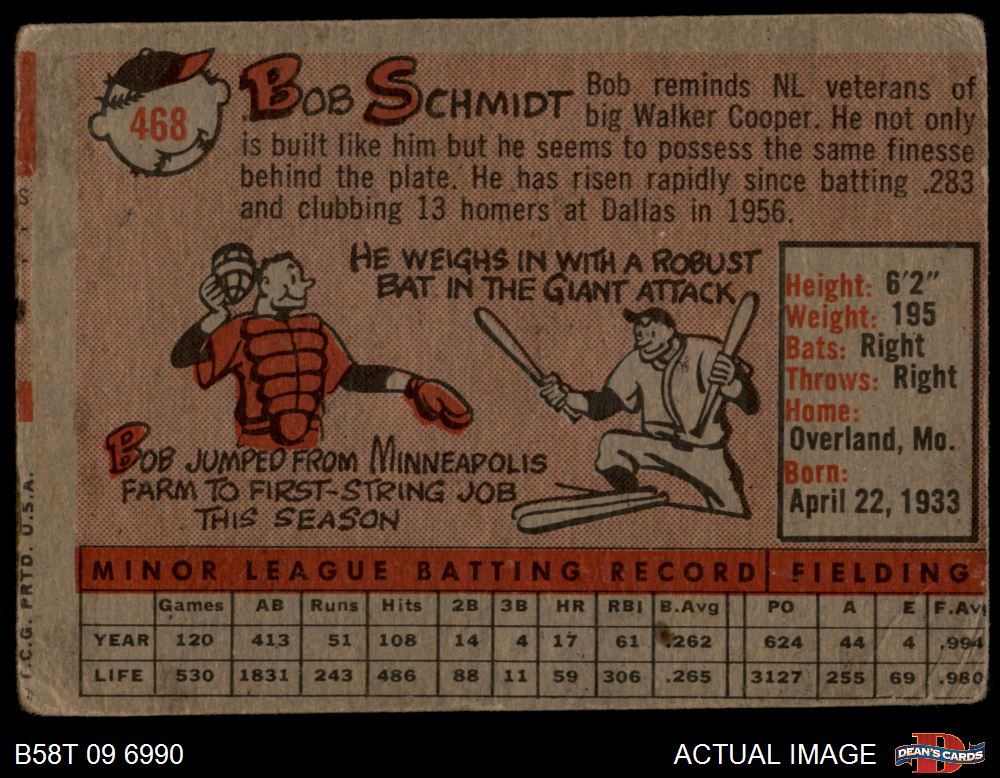 468
BOB SCHMIDT
Bob reminds NL veterans of
big Walker Cooper. He not only
is built like him but he seems to possess the same finesse
behind the plate. He has risen rapidly since batting .283
and clubbing 13 homers at Dallas in 1956.
HE WEIGHS IN WITH A ROBUST
BAT IN THE GIANT ATTACK
BOB JUMPED FROM MINNEAPOLIS
FARM TO FIRST-STRING JOB
THIS SEASON
Height: 6'2"
Weight: 195
Bats: Right
Throws: Right
Home:
Overland, Mo.
Born:
April 22, 1933
MINOR LEAGUE BATTING RECORD FIELDING
Games AB Runs Hits 2B 3B HR RBI B.Avg PO A E F.Av
YEAR 120 413 51 108 14 4 17 61 .262 624 44 4 .994
LIFE 530 1831 243 486 88 11 59 306 .265 3127 255 69 .980
T.C.G. PRTD. U.S.A.
B58T 09 6990
ACTUAL IMAGE
DEAN'S CARDS